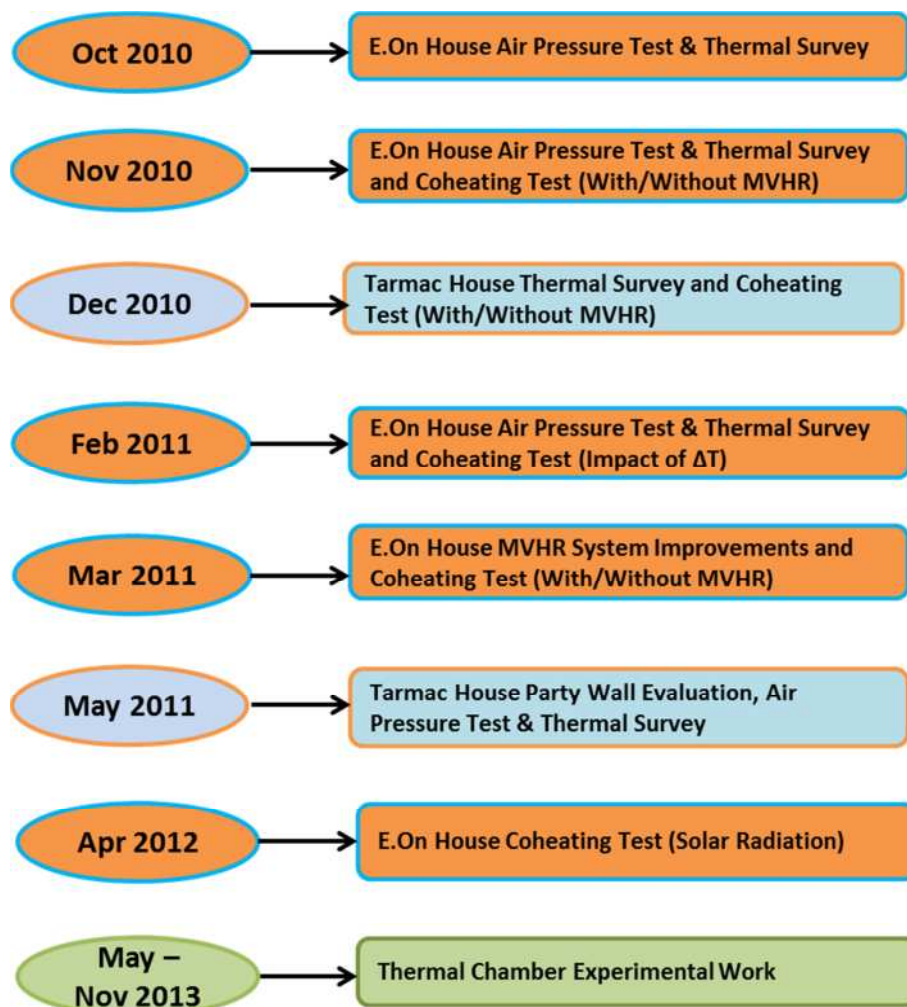 Oct 2010
E.On House Air Pressure Test & Thermal Survey
Nov 2010
E.On House Air Pressure Test & Thermal Survey
and Coheating Test (With/Without MVHR)
Dec 2010
Tarmac House Thermal Survey and Coheating
Test (With/Without MVHR)
Feb 2011
E.On House Air Pressure Test & Thermal Survey
and Coheating Test (Impact of ΔT)
Mar 2011
E.On House MVHR System Improvements and
Coheating Test (With/Without MVHR)
May 2011
Tarmac House Party Wall Evaluation, Air
Pressure Test & Thermal Survey
Apr 2012
E.On House Coheating Test (Solar Radiation)
May –
Nov 2013
Thermal Chamber Experimental Work